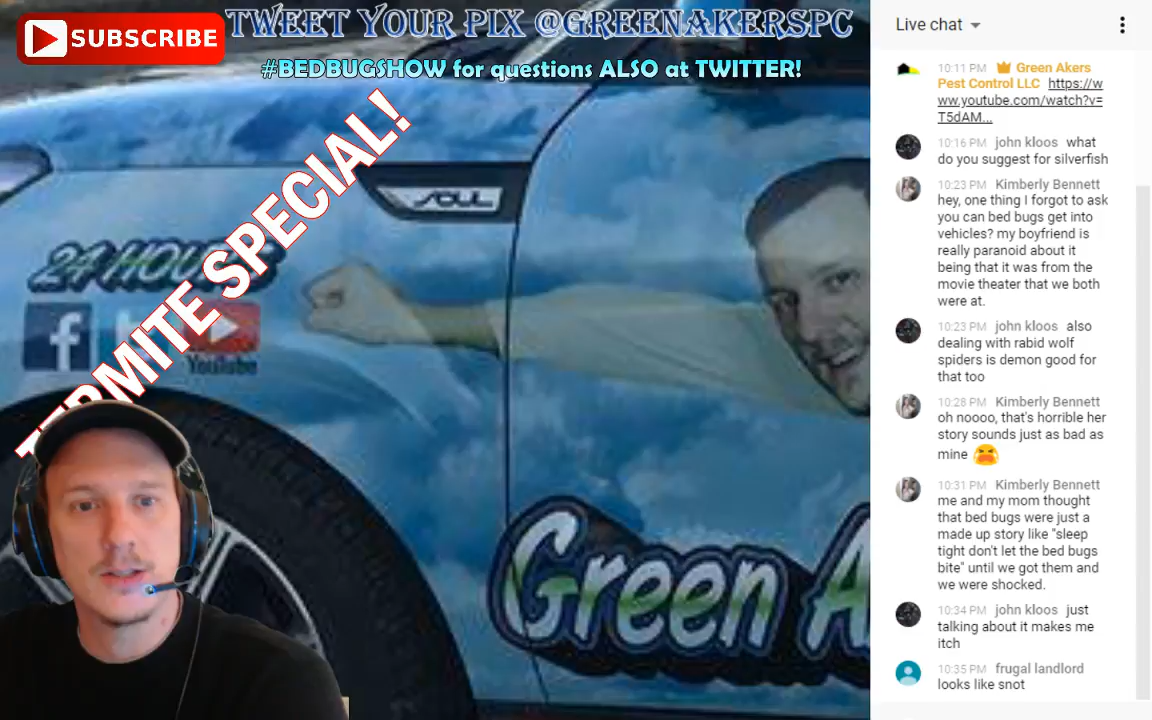 SUBSCRIBE
TWEET YOUR PIX @GREENAKERSPC
#BEDBUGSHOW for questions ALSO at TWITTER!
TERMITE SPECIAL!
SOUL
24 HOURS
f
Youtube
Green A
Live chat
10:11 PM Green Akers
Pest Control LLC https://w
ww.youtube.com/watch?v=
T5dAM...
10:16 PM john kloos what
do you suggest for silverfish
10:23 PM Kimberly Bennett
hey, one thing I forgot to ask
you can bed bugs get into
vehicles? my boyfriend is
really paranoid about it
being that it was from the
movie theater that we both
were at.
10:23 PM john kloos also
dealing with rabid wolf
spiders is demon good for
that too
10:28 PM Kimberly Bennett
oh noooo, that's horrible her
story sounds just as bad as
mine
10:31 PM Kimberly Bennett
me and my mom thought
that bed bugs were just a
made up story like "sleep
tight don't let the bed bugs
bite" until we got them and
we were shocked.
10:34 PM john kloos just
talking about it makes me
itch
10:35 PM frugal landlord
looks like snot